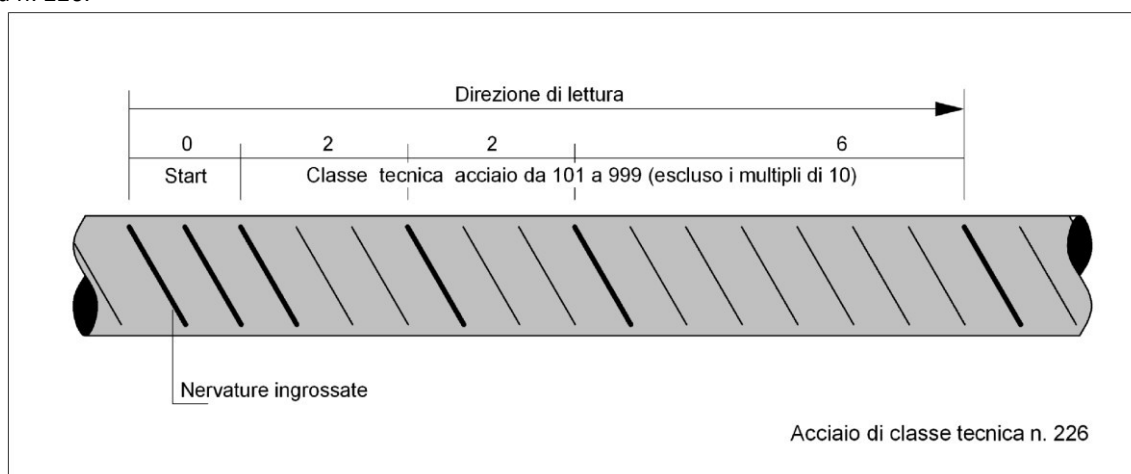 Direzione di lettura
0 2 2 6
Start Classe tecnica acciaio da 101 a 999 (escluso i multipli di 10)
Nervature ingrossate
Acciaio di classe tecnica n. 226